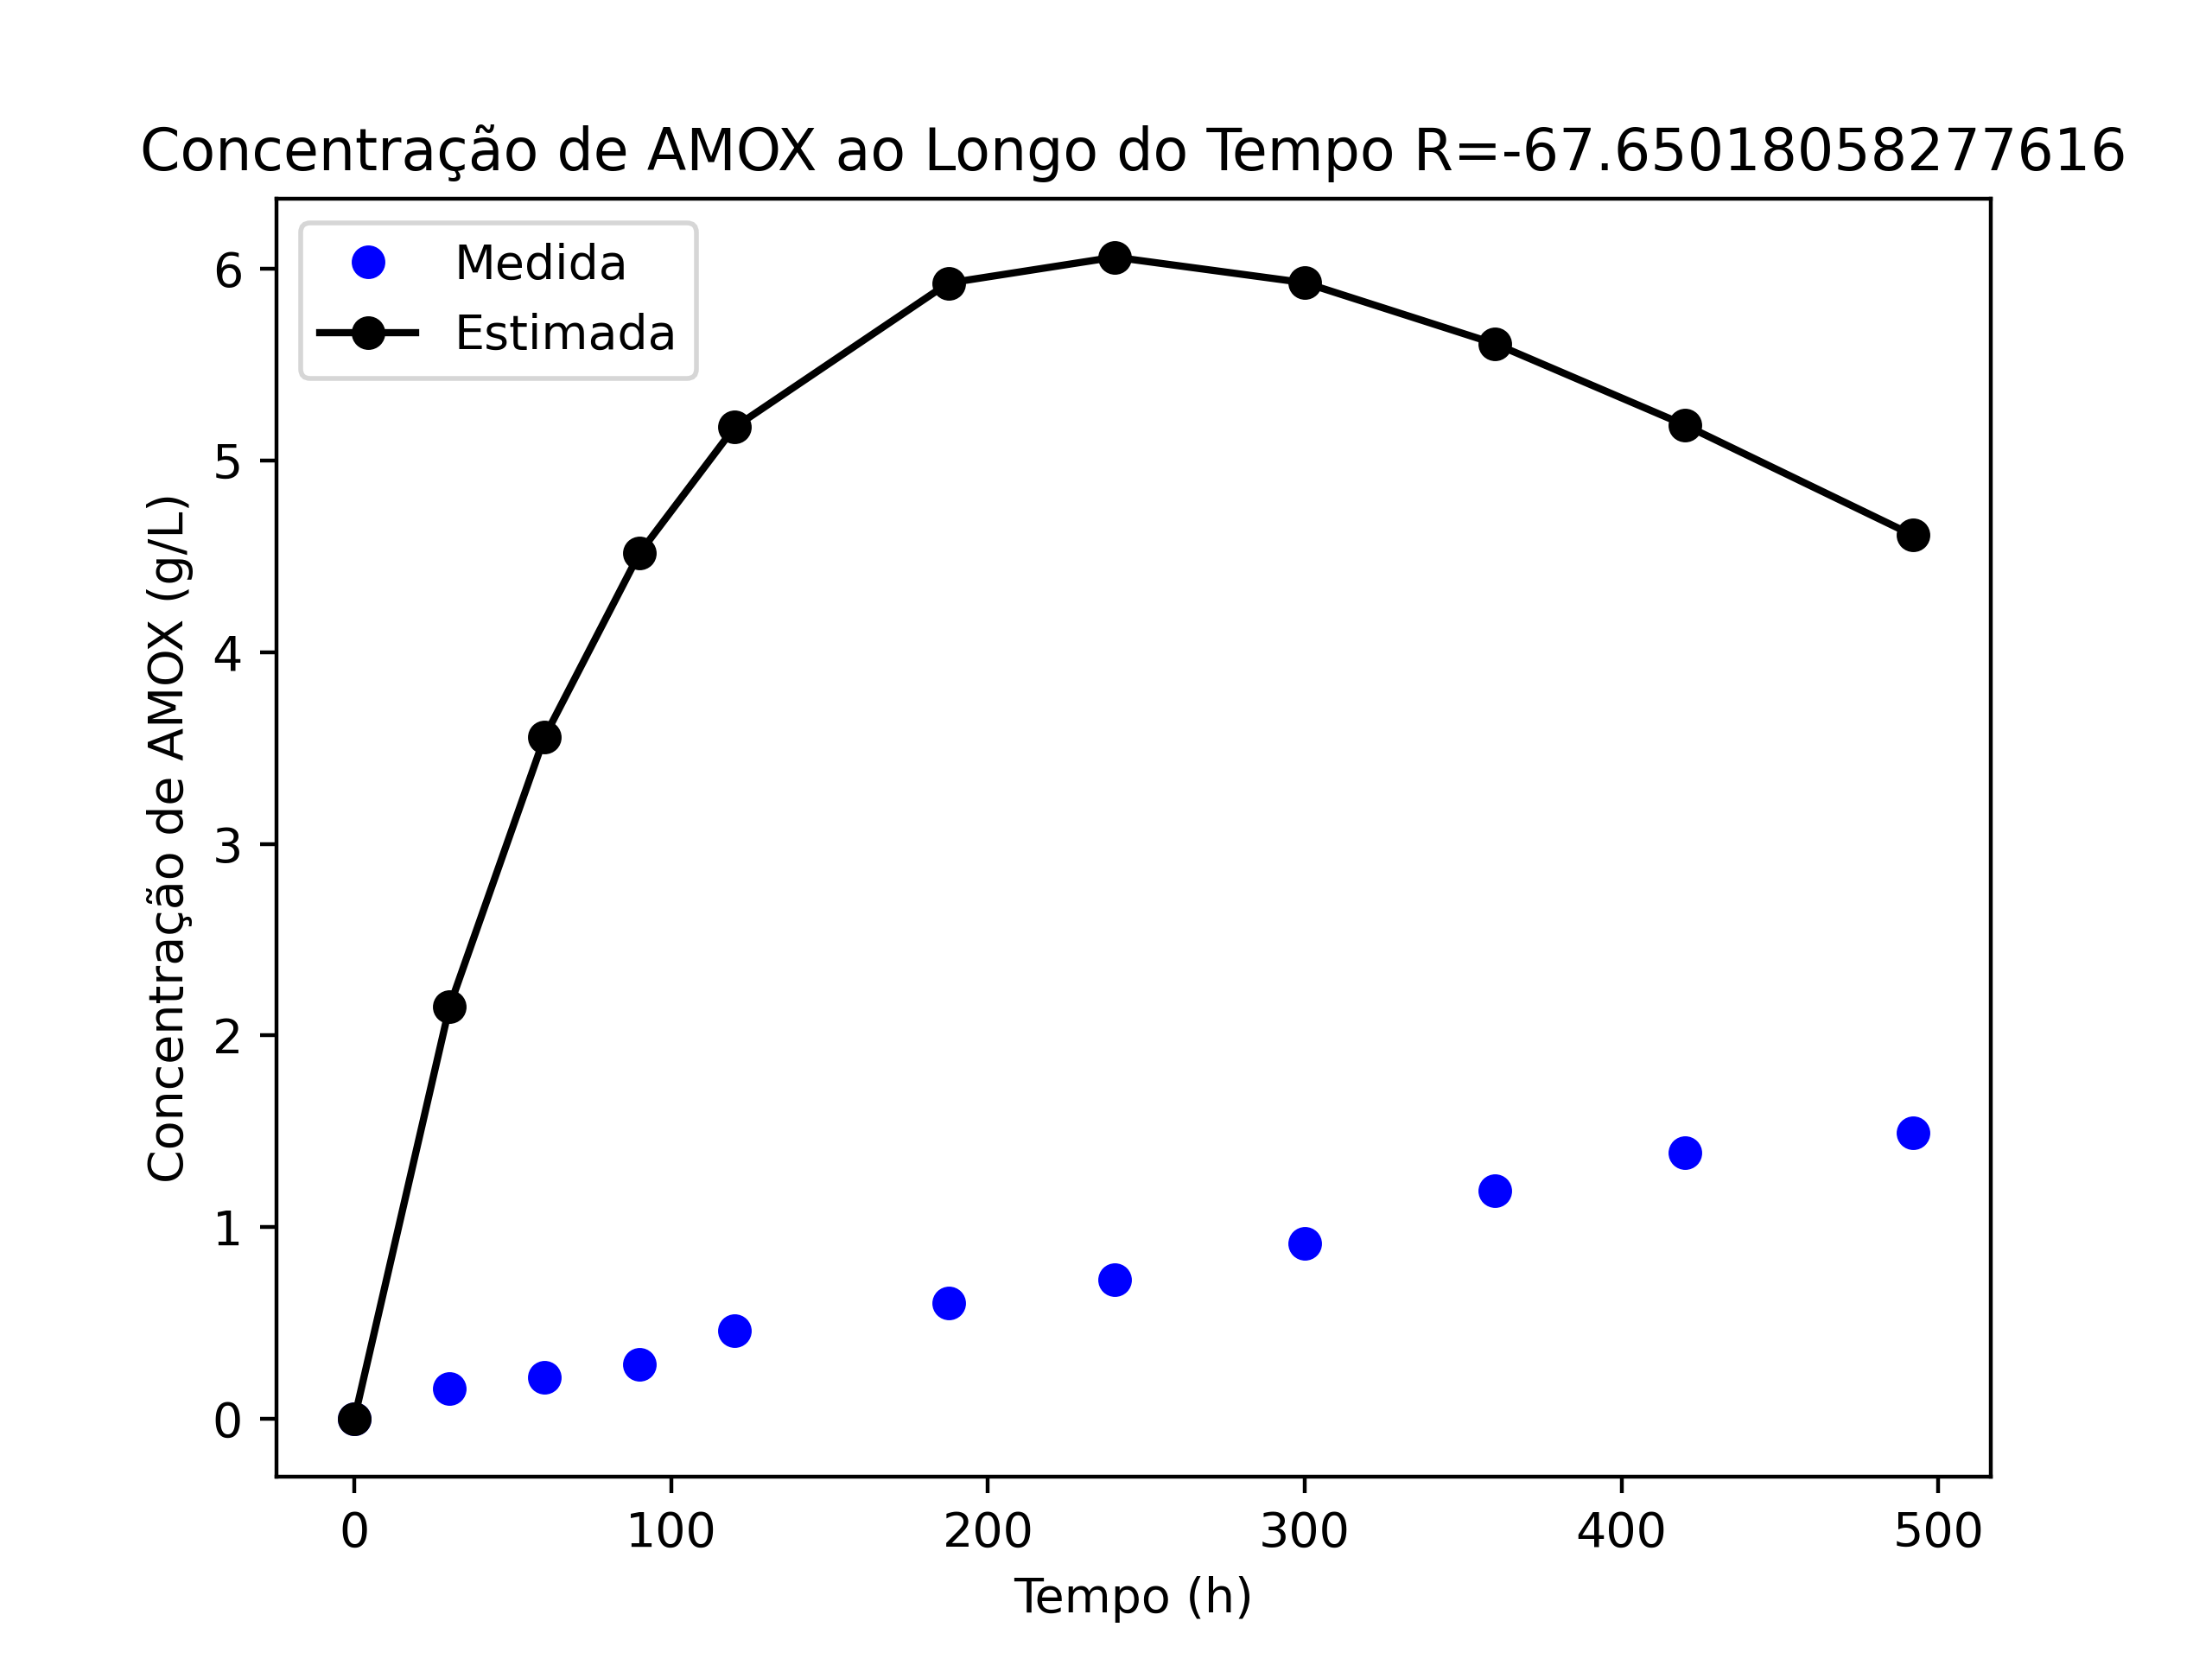 Concentração de AMOX ao Longo do Tempo R=-67.65018058277616
Medida
Estimada
Concentração de AMOX (g/L)
6
5
4
3
2
1
0
0 100 200 300 400 500
Tempo (h)